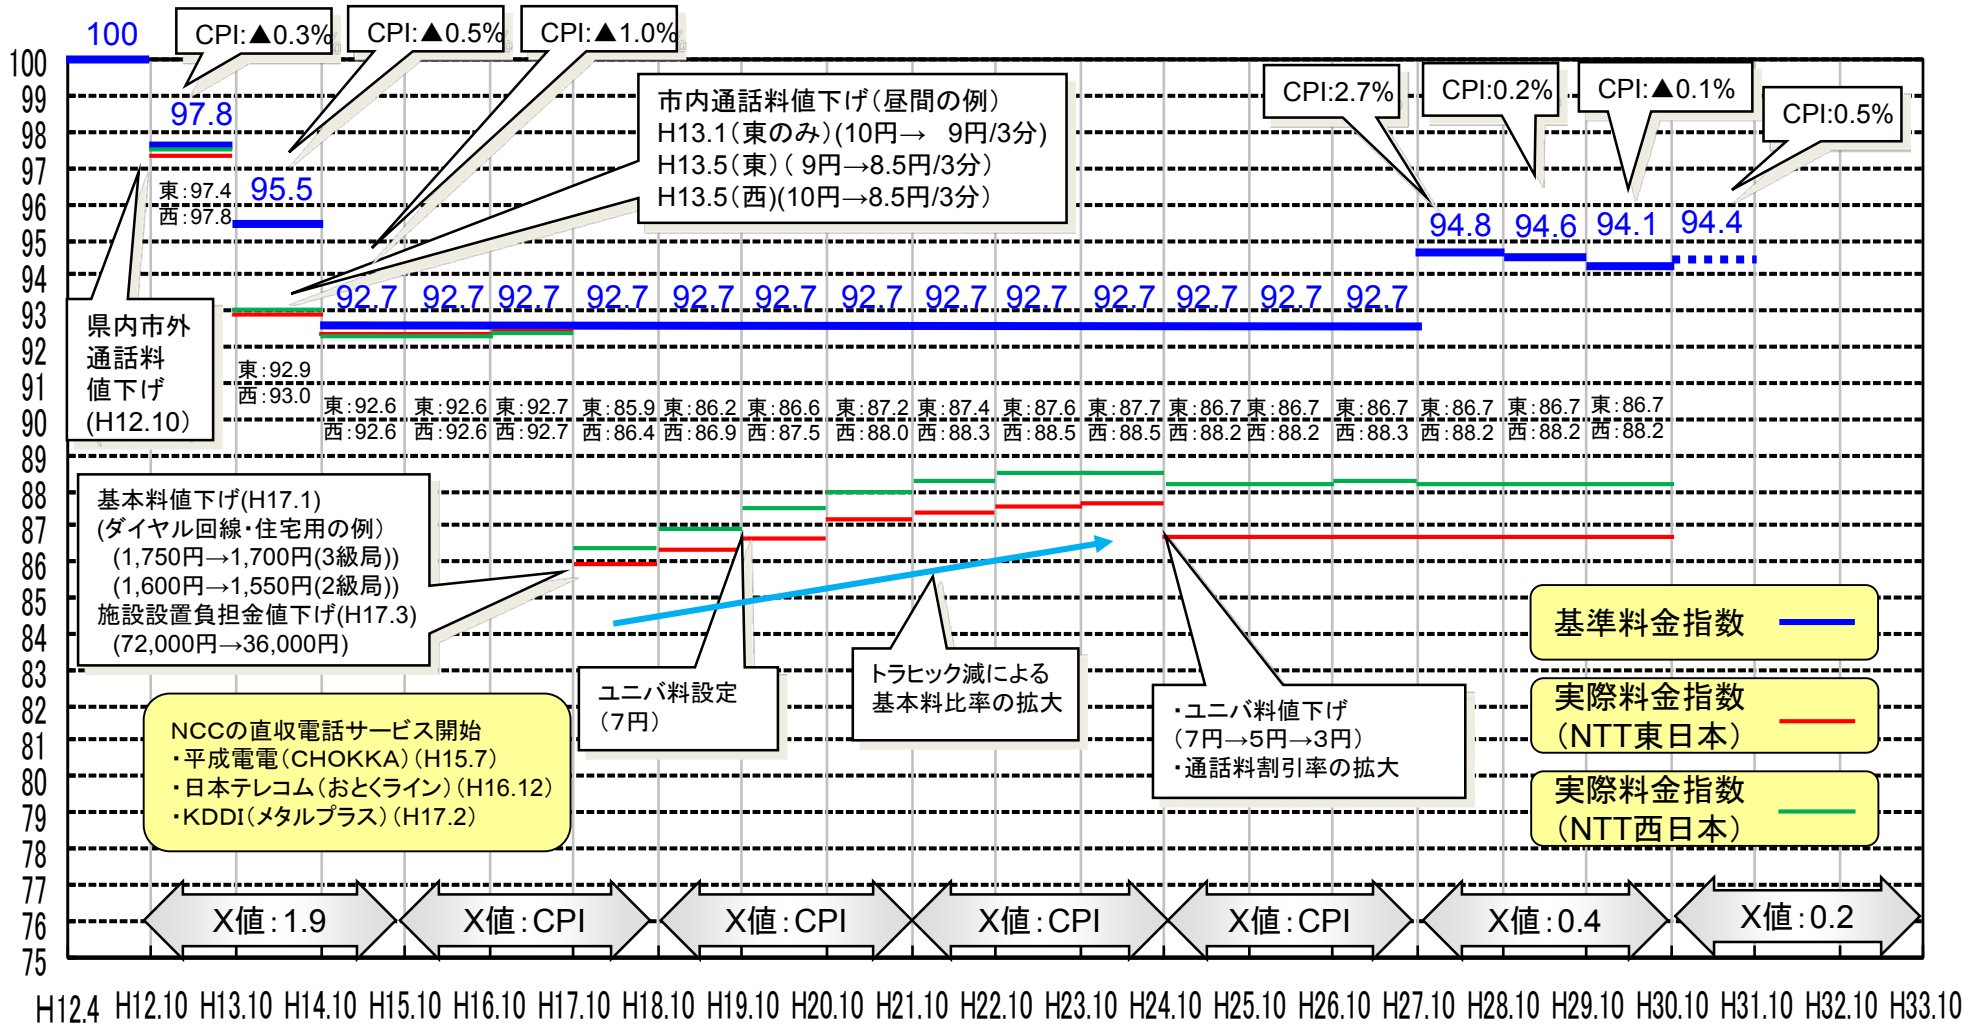 100
CPI:▲0.3%
CPI:▲0.5%
CPI:▲1.0%
100
99
98
97
96
95
94
93
92
91
90
89
88
87
86
85
84
83
82
81
80
79
78
77
76
75
97.8
東:97.4
西:97.8
95.5
市内通話料値下げ(昼間の例)
H13.1(東のみ)(10円→ 9円/3分)
H13.5(東)( 9円→8.5円/3分)
H13.5(西)(10円→8.5円/3分)
CPI:2.7%
CPI:0.2%
CPI:▲0.1%
CPI:0.5%
94.8 94.6 94.1 94.4
92.7 92.7 92.7 92.7 92.7 92.7 92.7 92.7 92.7 92.7 92.7 92.7 92.7
県内市外
通話料
値下げ
(H12.10)
東:92.9
西:93.0
東:92.6 東:92.6 東:92.7 東:85.9 東:86.2 東:86.6 東:87.2 東:87.4 東:87.6 東:87.7 東:86.7 東:86.7 東:86.7 東:86.7 東:86.7 東:86.7
西:92.6 西:92.6 西:92.7 西:86.4 西:86.9 西:87.5 西:88.0 西:88.3 西:88.5 西:88.5 西:88.2 西:88.2 西:88.3 西:88.2 西:88.2 西:88.2
基本料値下げ(H17.1)
(ダイヤル回線・住宅用の例)
(1,750円→1,700円(3級局))
(1,600円→1,550円(2級局))
施設設置負担金値下げ(H17.3)
(72,000円→36,000円)
ユニバ料設定
(7円)
トラヒック減による
基本料比率の拡大
・ユニバ料値下げ
(7円→5円→3円)
・通話料割引率の拡大
基準料金指数
実際料金指数
(NTT東日本)
実際料金指数
(NTT西日本)
NCCの直収電話サービス開始
・平成電電(CHOKKA)(H15.7)
・日本テレコム(おとくライン)(H16.12)
・KDDI(メタルプラス)(H17.2)
X値:1.9 X値:CPI X値:CPI X値:CPI X値:CPI X値:0.4 X値:0.2
H12.4 H12.10 H13.10 H14.10 H15.10 H16.10 H17.10 H18.10 H19.10 H20.10 H21.10 H22.10 H23.10 H24.10 H25.10 H26.10 H27.10 H28.10 H29.10 H30.10 H31.10 H32.10 H33.10